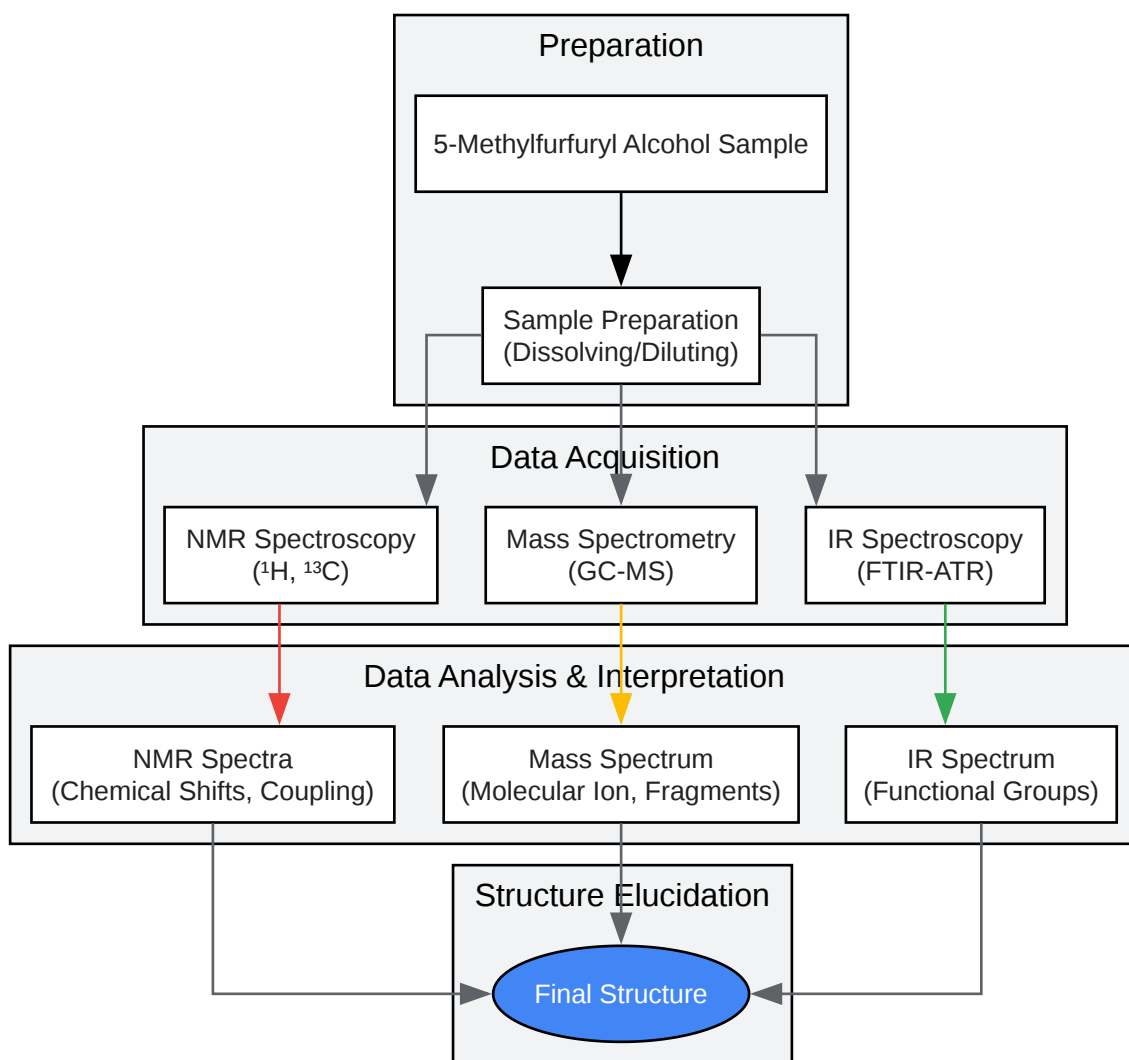 Preparation
5-Methylfurfuryl Alcohol Sample
Sample Preparation
(Dissolving/Diluting)
Data Acquisition
NMR Spectroscopy
(¹H, ¹³C)
Mass Spectrometry
(GC-MS)
IR Spectroscopy
(FTIR-ATR)
Data Analysis & Interpretation
NMR Spectra
(Chemical Shifts, Coupling)
Mass Spectrum
(Molecular Ion, Fragments)
IR Spectrum
(Functional Groups)
Structure Elucidation
Final Structure